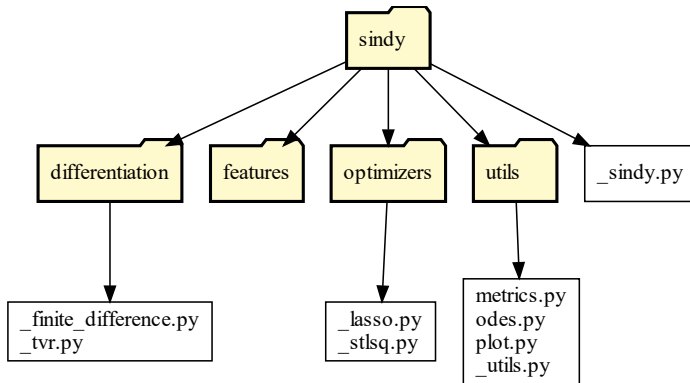 sindy
differentiation
features
optimizers
utils
_sindy.py
_finite_difference.py
_tvr.py
_lasso.py
_stlsq.py
metrics.py
odes.py
plot.py
_utils.py